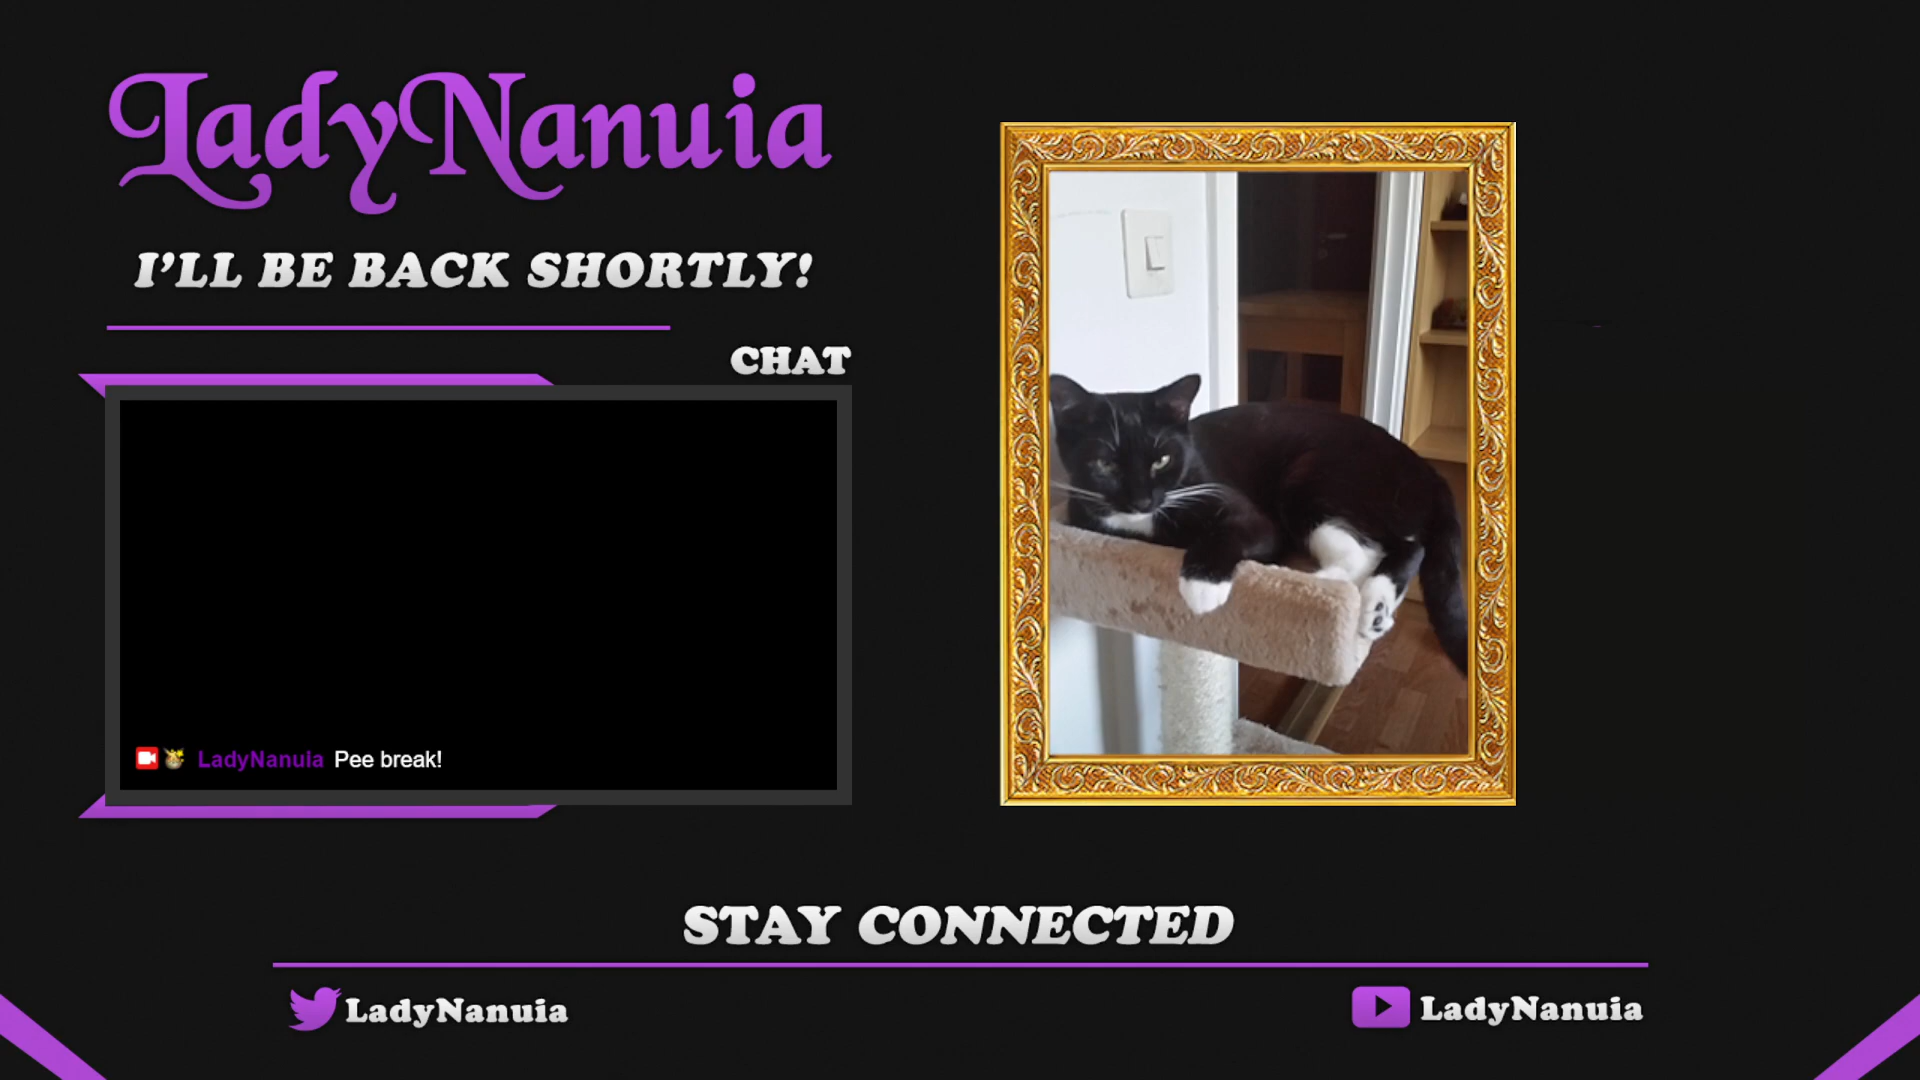 LadyNanuia
I'LL BE BACK SHORTLY!
CHAT
LadyNanuia Pee break!
STAY CONNECTED
LadyNanuia
LadyNanuia